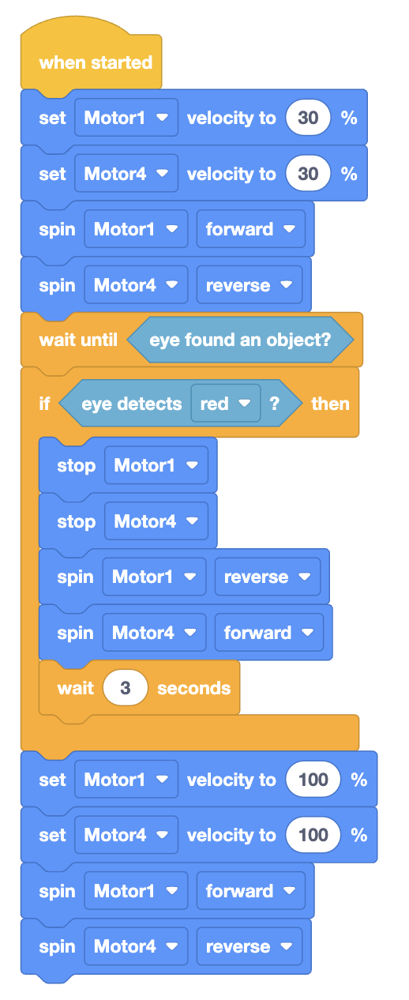 when started
set Motor1 velocity to 30 %
set Motor4 velocity to 30 %
spin Motor1 forward
spin Motor4 reverse
wait until eye found an object?
if eye detects red ? then
stop Motor1
stop Motor4
spin Motor1 reverse
spin Motor4 forward
wait 3 seconds
set Motor1 velocity to 100 %
set Motor4 velocity to 100 %
spin Motor1 forward
spin Motor4 reverse